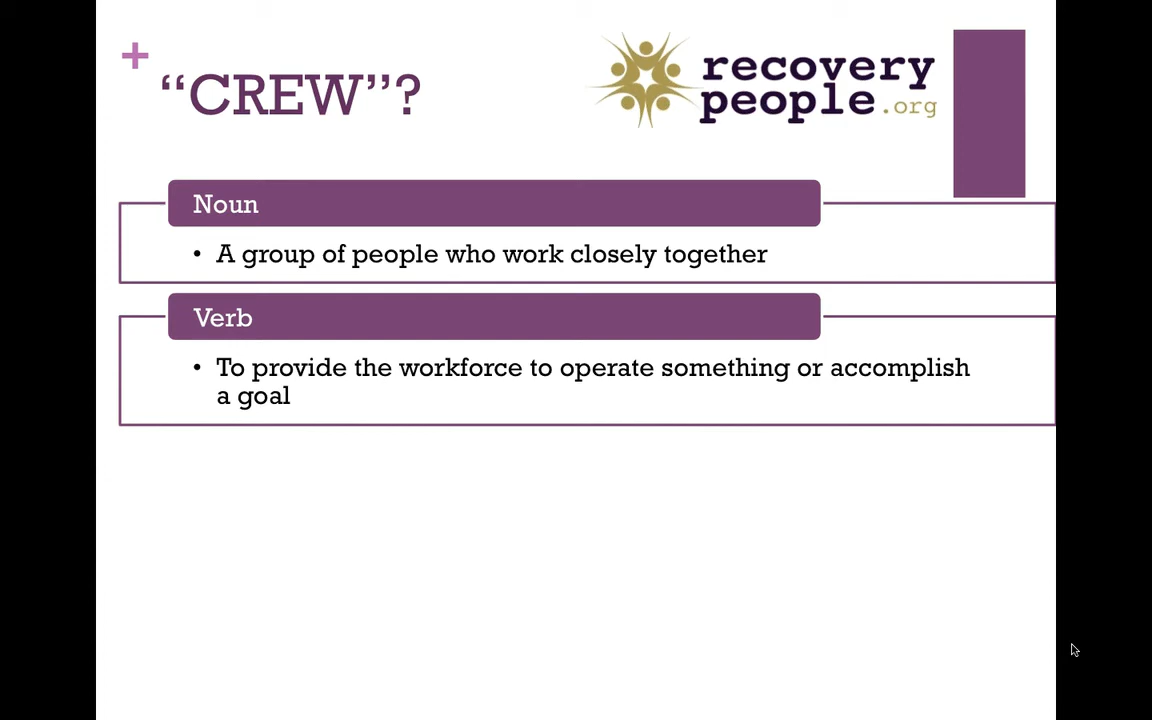 +
“CREW”?
recovery
people.org
Noun
• A group of people who work closely together
Verb
• To provide the workforce to operate something or accomplish
a goal